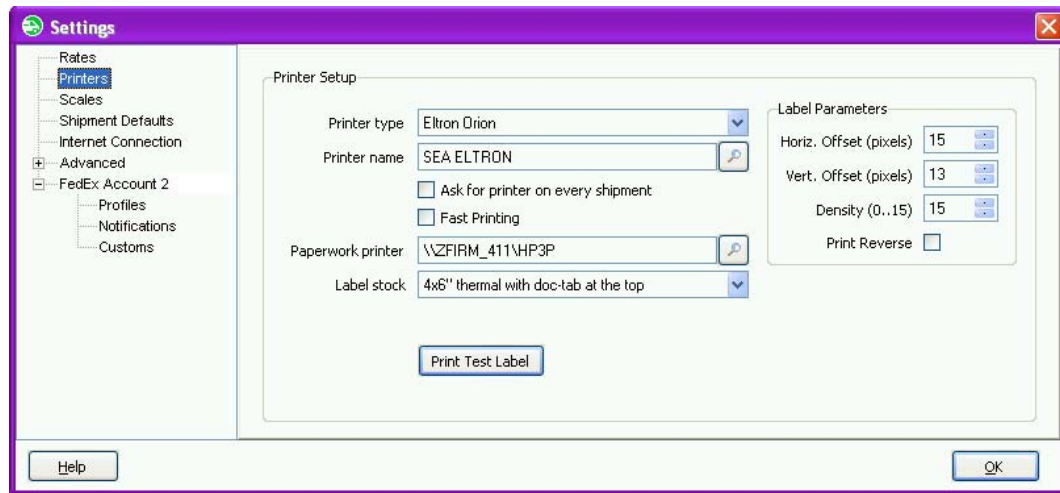 Settings
Rates
Printers
Scales
Shipment Defaults
Internet Connection
Advanced
FedEx Account 2
Profiles
Notifications
Customs
Printer Setup
Printer type Eltron Orion
Printer name SEA ELTRON
Ask for printer on every shipment
Fast Printing
Paperwork printer \\ZFIRM_411\HP3P
Label stock 4x6" thermal with doc-tab at the top
Print Test Label
Label Parameters
Horiz. Offset (pixels) 15
Vert. Offset (pixels) 13
Density (0..15) 15
Print Reverse
Help
OK